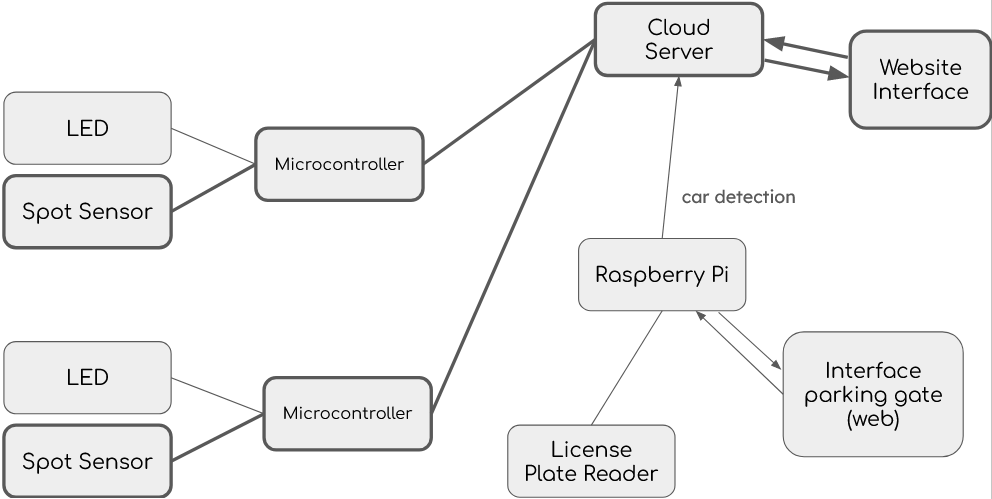 Cloud
Server
Website
Interface
LED
Microcontroller
Spot Sensor
car detection
Raspberry Pi
LED
Interface
parking gate
(web)
Microcontroller
Spot Sensor
License
Plate Reader